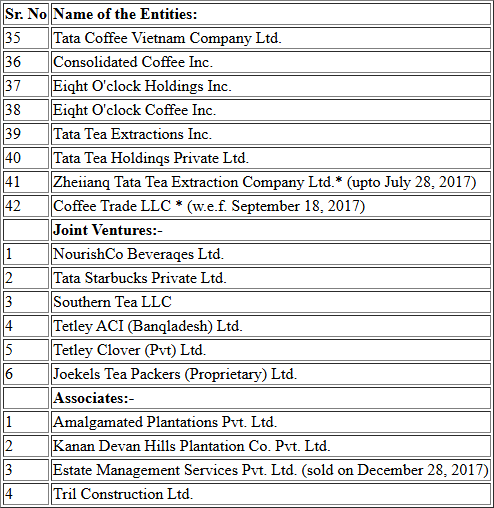 Sr. No Name of the Entities:
35 Tata Coffee Vietnam Company Ltd.
36 Consolidated Coffee Inc.
37 Eiqht O'clock Holdings Inc.
38 Eiqht O'clock Coffee Inc.
39 Tata Tea Extractions Inc.
40 Tata Tea Holdinqs Private Ltd.
41 Zheiianq Tata Tea Extraction Company Ltd.* (upto July 28, 2017)
42 Coffee Trade LLC * (w.e.f. September 18, 2017)
Joint Ventures:-
1 NourishCo Beveraqes Ltd.
2 Tata Starbucks Private Ltd.
3 Southern Tea LLC
4 Tetley ACI (Banqladesh) Ltd.
5 Tetley Clover (Pvt) Ltd.
6 Joekels Tea Packers (Proprietary) Ltd.
Associates:-
1 Amalgamated Plantations Pvt. Ltd.
2 Kanan Devan Hills Plantation Co. Pvt. Ltd.
3 Estate Management Services Pvt. Ltd. (sold on December 28, 2017)
4 Tril Construction Ltd.